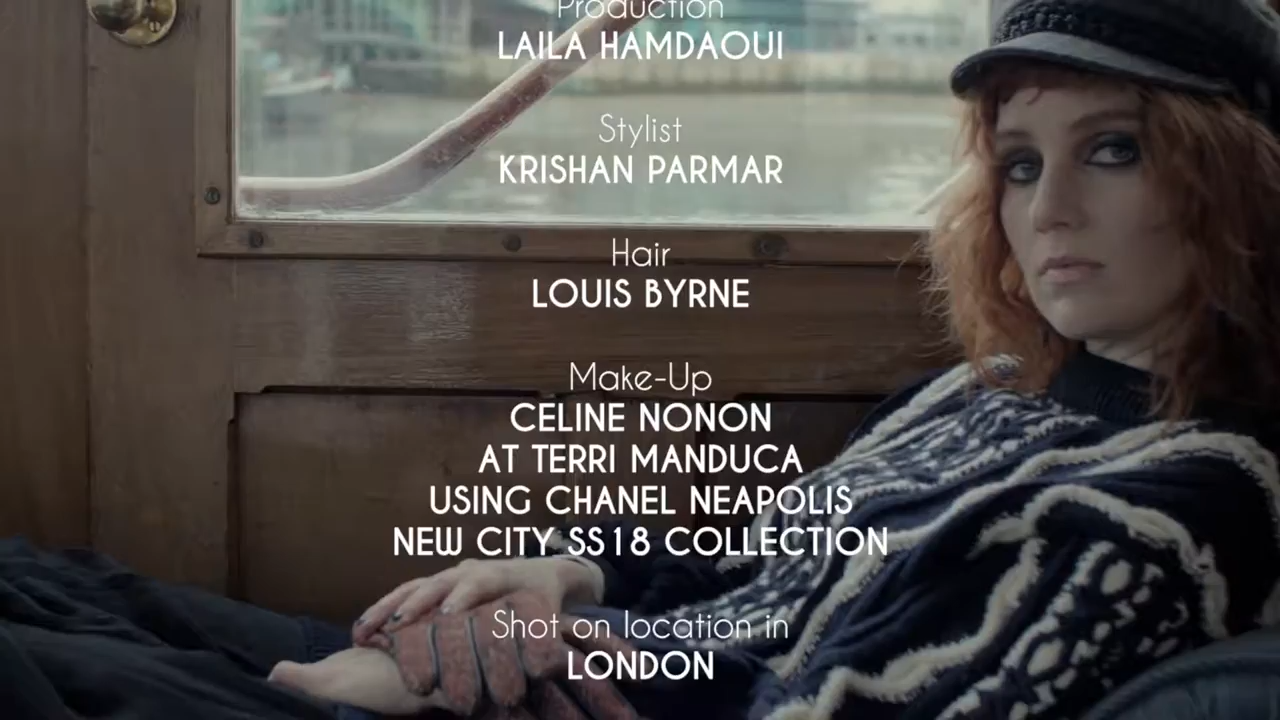 Production
LAILA HAMDAOUI
Stylist
KRISHAN PARMAR
Hair
LOUIS BYRNE
Make-Up
CELINE NONON
AT TERRI MANDUCA
USING CHANEL NEAPOLIS
NEW CITY SS18 COLLECTION
Shot on location in
LONDON